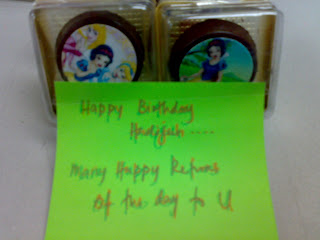 Happy Birthday
Hadijah ....
Many Happy Returns
of the day to U